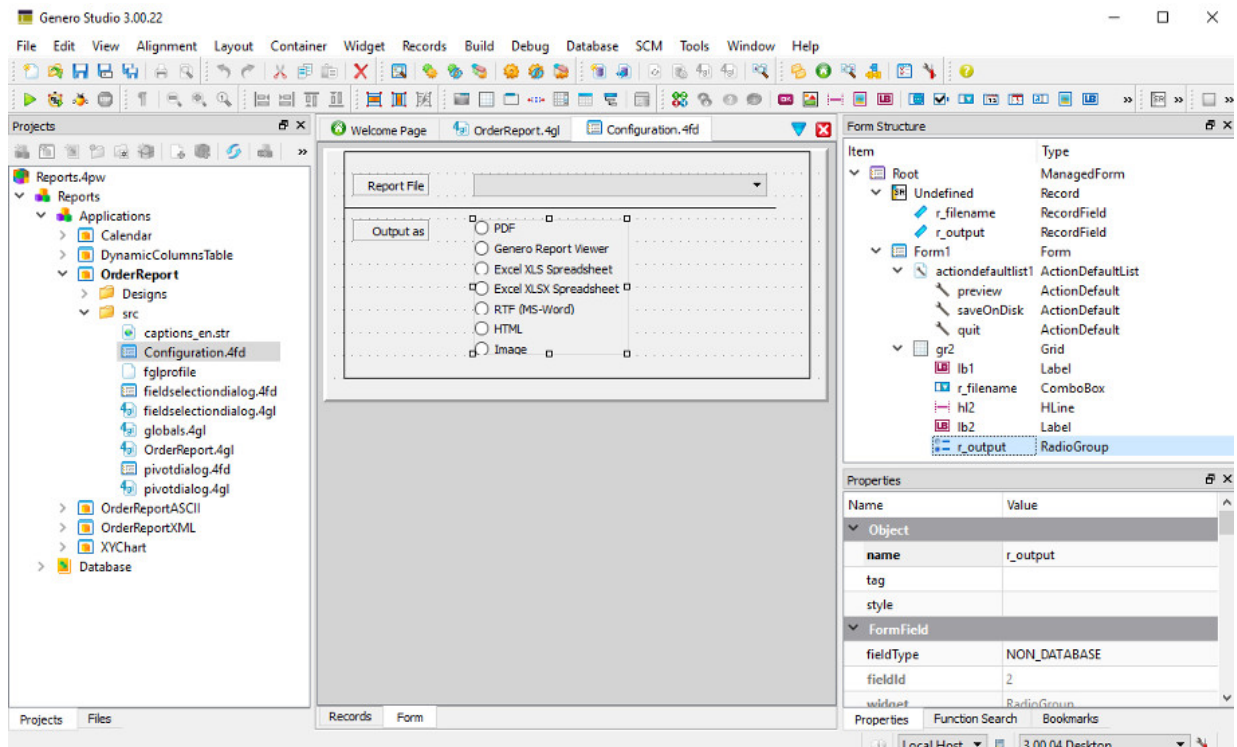 Genero Studio 3.00.22
File Edit View Alignment Layout Container Widget Records Build Debug Database SCM Tools Window Help
Projects
Reports.4pw
Reports
Applications
Calendar
DynamicColumnsTable
OrderReport
Designs
src
captions_en.str
Configuration.4fd
fglprofile
fieldselectiondialog.4fd
fieldselectiondialog.4gl
globals.4gl
OrderReport.4gl
pivotdialog.4fd
pivotdialog.4gl
OrderReportASCII
OrderReportXML
XYChart
Database
Projects Files
Welcome Page OrderReport.4gl Configuration.4fd
Report File
Output as
PDF
Genero Report Viewer
Excel XLS Spreadsheet
Excel XLSX Spreadsheet
RTF (MS-Word)
HTML
Image
Records Form
Form Structure
Item Type
Root ManagedForm
Undefined Record
r_filename RecordField
r_output RecordField
Form1 Form
actiondefaultlist1 ActionDefaultList
preview ActionDefault
saveOnDisk ActionDefault
quit ActionDefault
gr2 Grid
lb1 Label
r_filename ComboBox
hl2 HLine
lb2 Label
r_output RadioGroup
Properties
Name Value
Object
name r_output
tag
style
FormField
fieldType NON_DATABASE
fieldId 2
widget RadioGroup
Properties Function Search Bookmarks
Local Host 3.00.04 Desktop